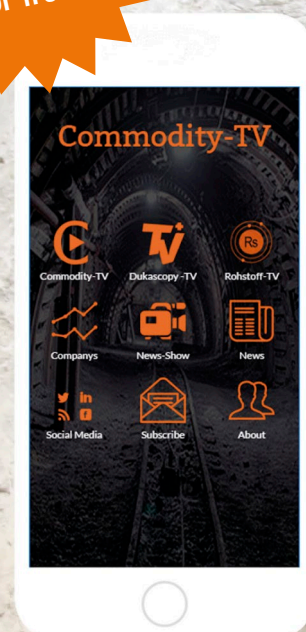 Commodity-TV
Commodity-TV Dukascopy -TV Rohstoff-TV
Companys News-Show News
Social Media Subscribe About